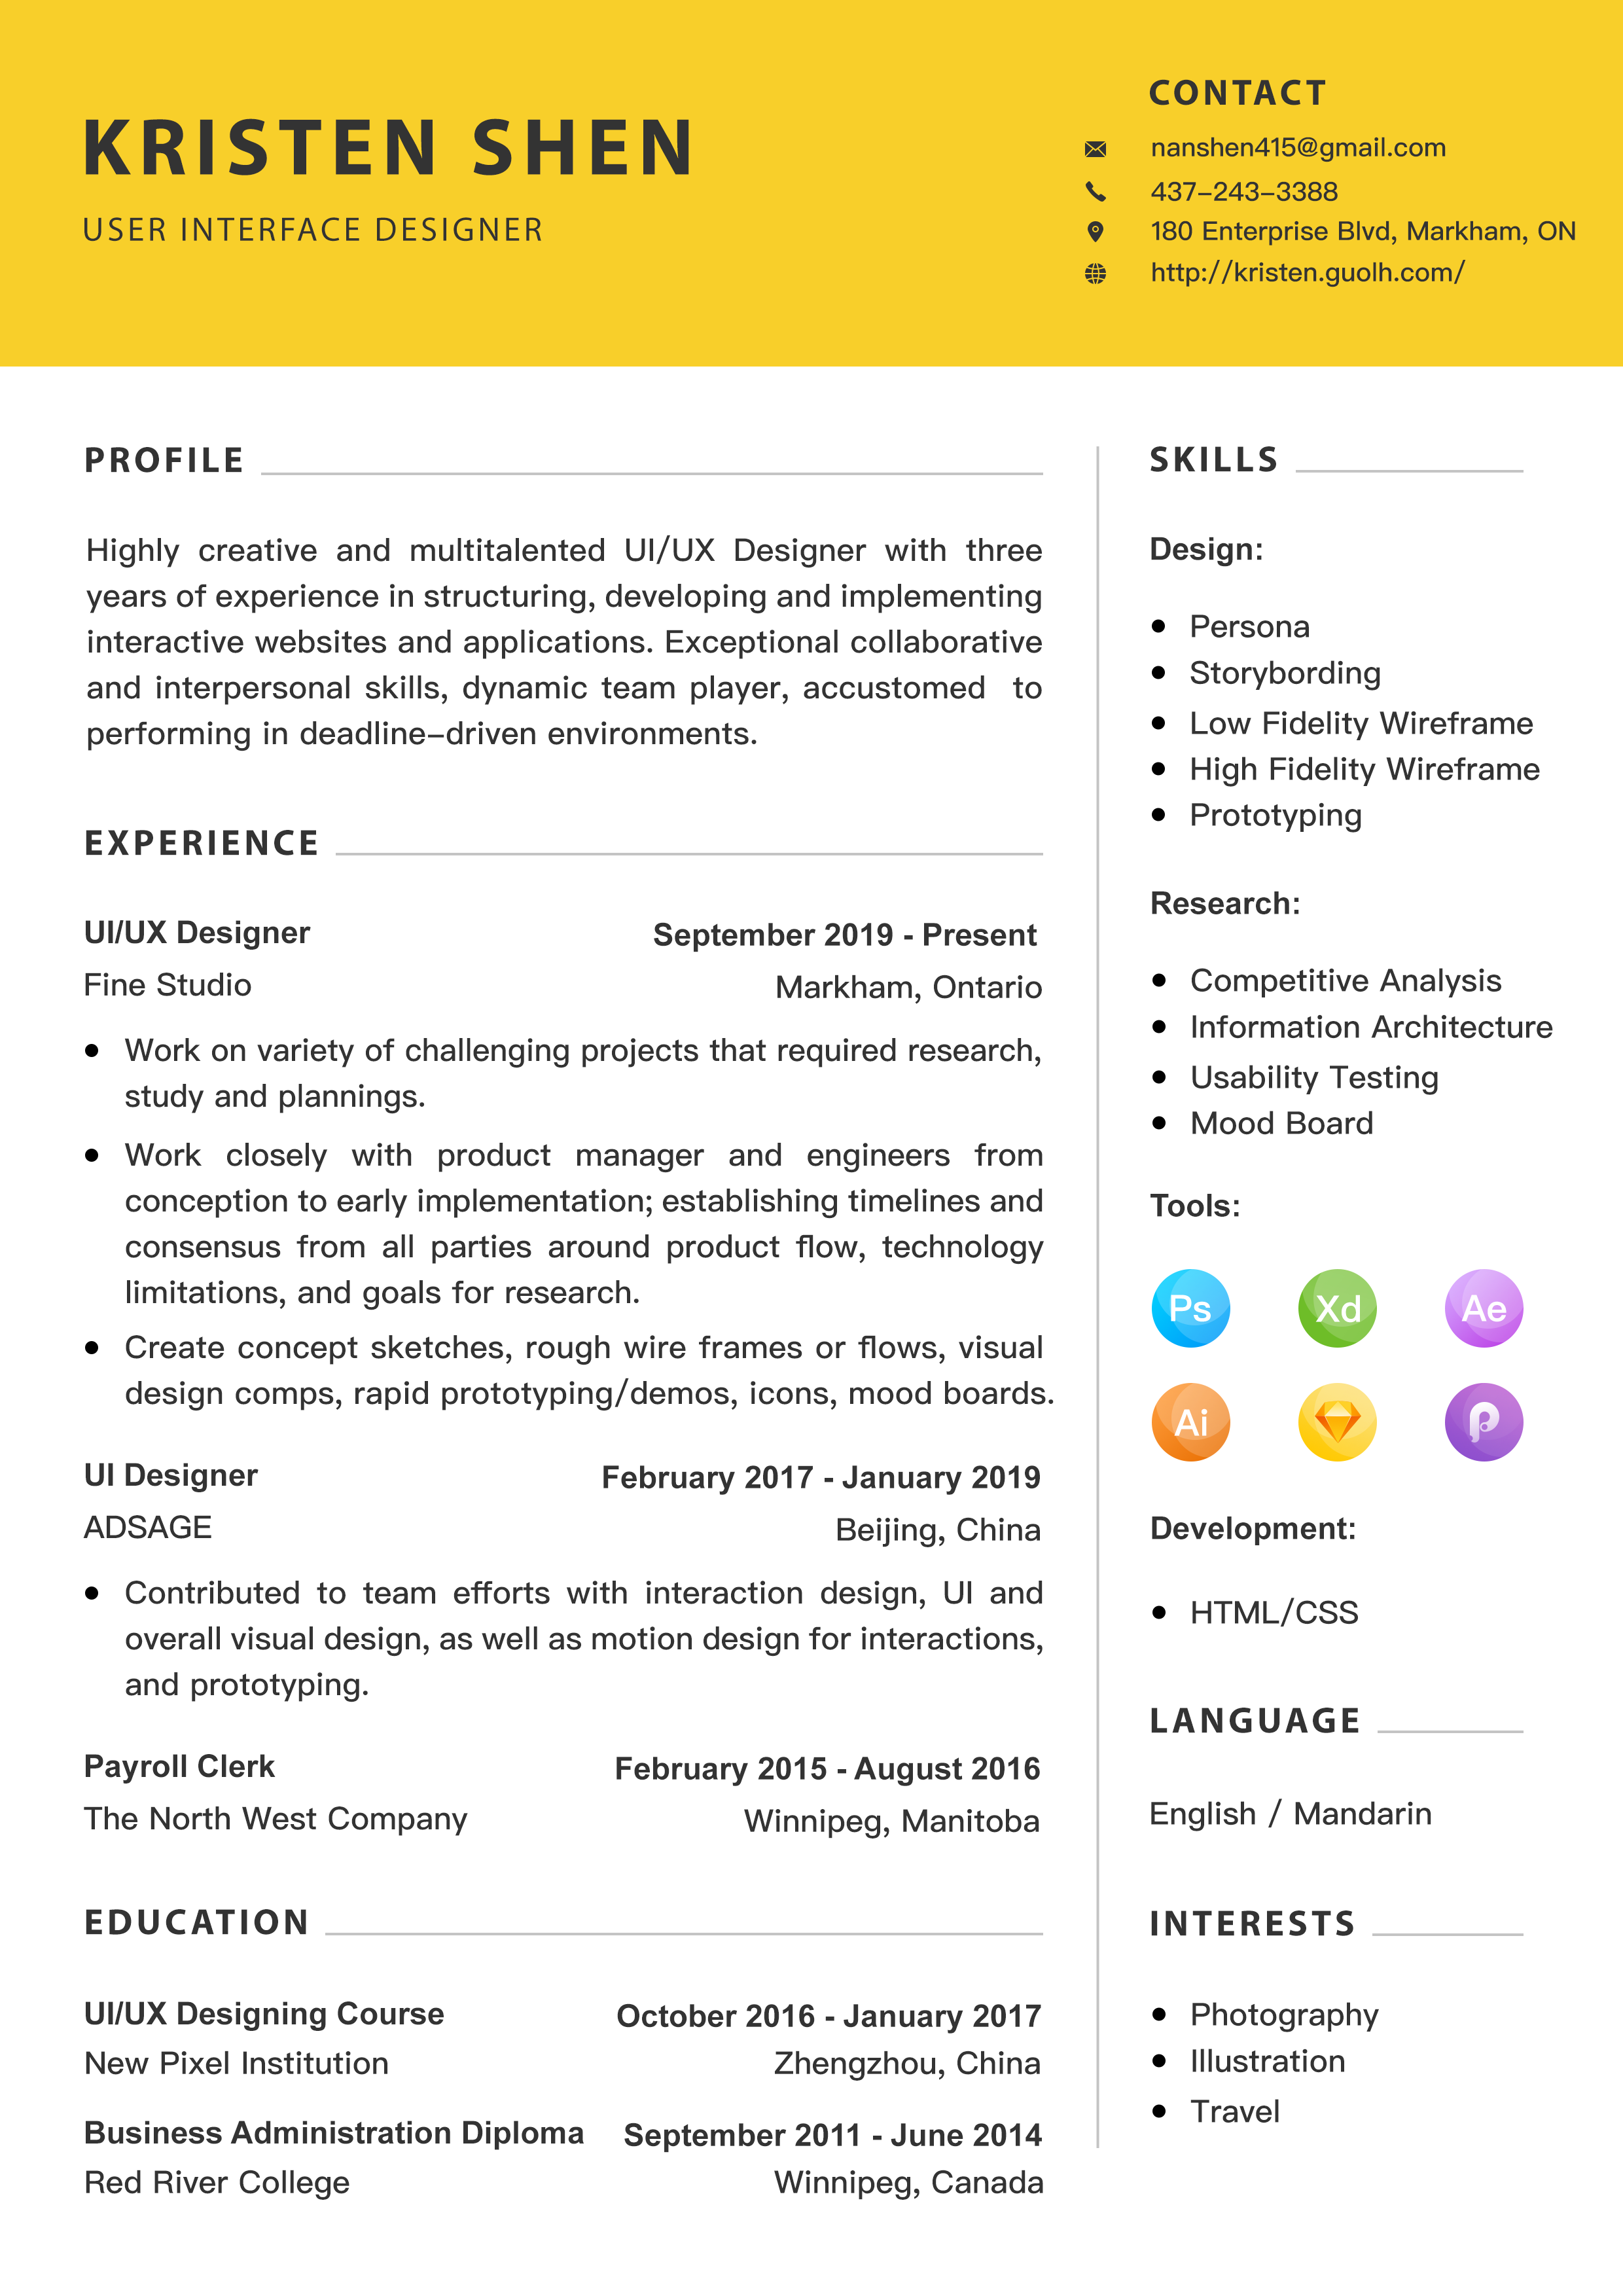 KRISTEN SHEN
USER INTERFACE DESIGNER
CONTACT
nanshen415@gmail.com
437-243-3388
180 Enterprise Blvd, Markham, ON
http://kristen.guolh.com/
PROFILE
Highly creative and multitalented UI/UX Designer with three
years of experience in structuring, developing and implementing
interactive websites and applications. Exceptional collaborative
and interpersonal skills, dynamic team player, accustomed to
performing in deadline-driven environments.
EXPERIENCE
UI/UX Designer
September 2019 - Present
Fine Studio
Markham, Ontario
• Work on variety of challenging projects that required research,
study and plannings.
• Work closely with product manager and engineers from
conception to early implementation; establishing timelines and
consensus from all parties around product flow, technology
limitations, and goals for research.
• Create concept sketches, rough wire frames or flows, visual
design comps, rapid prototyping/demos, icons, mood boards.
UI Designer
February 2017 - January 2019
ADSAGE
Beijing, China
• Contributed to team efforts with interaction design, UI and
overall visual design, as well as motion design for interactions,
and prototyping.
Payroll Clerk
February 2015 - August 2016
The North West Company
Winnipeg, Manitoba
EDUCATION
UI/UX Designing Course
October 2016 - January 2017
New Pixel Institution
Zhengzhou, China
Business Administration Diploma
September 2011 - June 2014
Red River College
Winnipeg, Canada
SKILLS
Design:
• Persona
• Storybording
• Low Fidelity Wireframe
• High Fidelity Wireframe
• Prototyping
Research:
• Competitive Analysis
• Information Architecture
• Usability Testing
• Mood Board
Tools:
Ps Xd Ae
Ai P
Development:
• HTML/CSS
LANGUAGE
English / Mandarin
INTERESTS
• Photography
• Illustration
• Travel